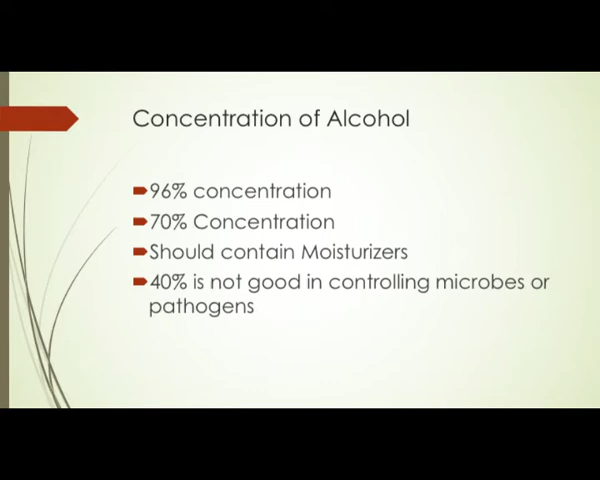 Concentration of Alcohol
96% concentration
70% Concentration
Should contain Moisturizers
40% is not good in controlling microbes or
pathogens